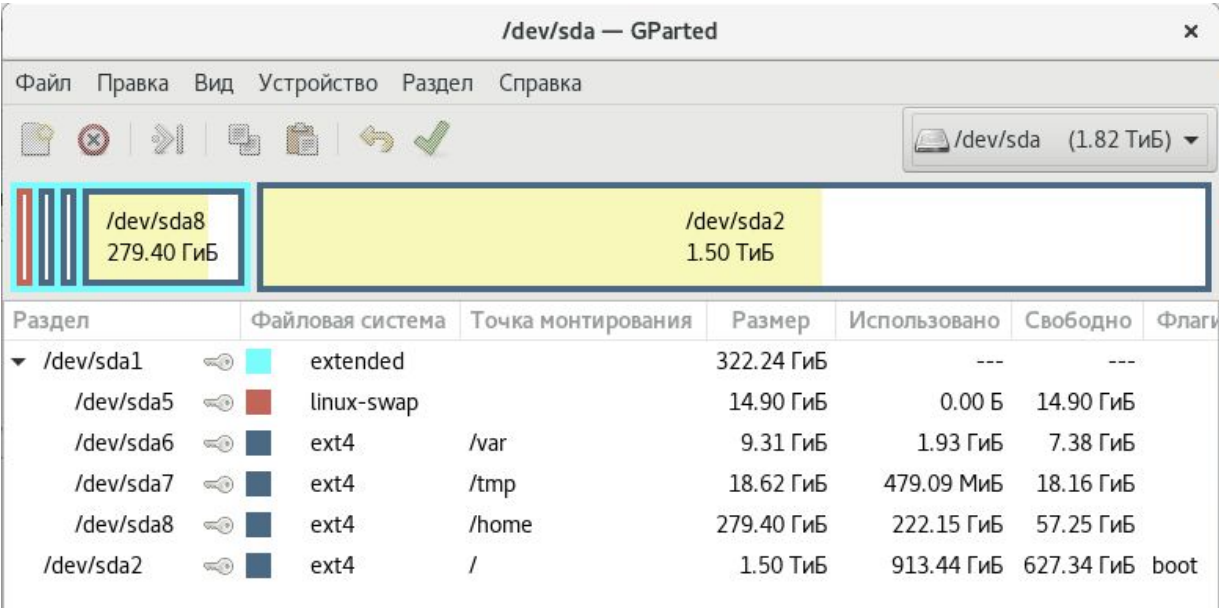 /dev/sda — GParted
Файл Правка Вид Устройство Раздел Справка
/dev/sda (1.82 ТиБ)
/dev/sda8
279.40 ГиБ
/dev/sda2
1.50 ТиБ
Раздел Файловая система Точка монтирования Размер Использовано Свободно Флаги
/dev/sda1 extended 322.24 ГиБ --- ---
/dev/sda5 linux-swap 14.90 ГиБ 0.00 Б 14.90 ГиБ
/dev/sda6 ext4 /var 9.31 ГиБ 1.93 ГиБ 7.38 ГиБ
/dev/sda7 ext4 /tmp 18.62 ГиБ 479.09 МиБ 18.16 ГиБ
/dev/sda8 ext4 /home 279.40 ГиБ 222.15 ГиБ 57.25 ГиБ
/dev/sda2 ext4 / 1.50 ТиБ 913.44 ГиБ 627.34 ГиБ boot